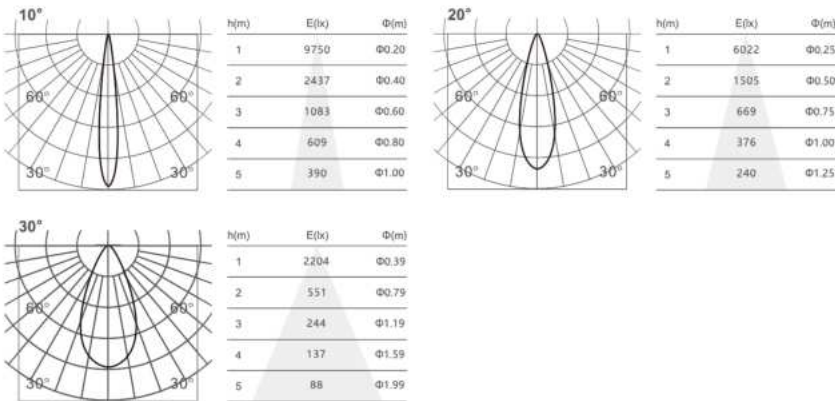 10°
60° 60°
30° 30°
h(m) E(lx) Φ(m)
1 9750 Φ0.20
2 2437 Φ0.40
3 1083 Φ0.60
4 609 Φ0.80
5 390 Φ1.00
20°
60° 60°
30° 30°
h(m) E(lx) Φ(m)
1 6022 Φ0.25
2 1505 Φ0.50
3 669 Φ0.75
4 376 Φ1.00
5 240 Φ1.25
30°
60° 60°
30° 30°
h(m) E(lx) Φ(m)
1 2204 Φ0.39
2 551 Φ0.79
3 244 Φ1.19
4 137 Φ1.59
5 88 Φ1.99